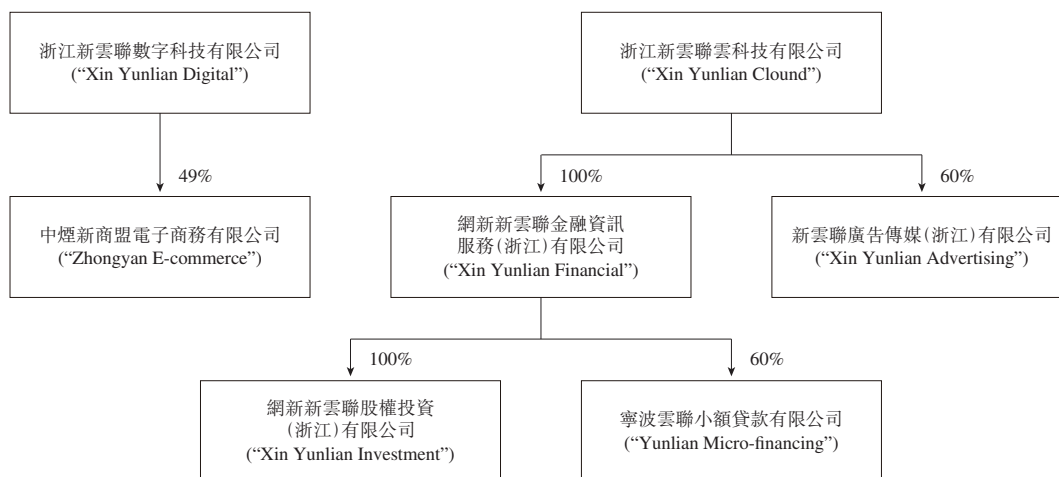 浙江新雲聯數字科技有限公司
(“Xin Yunlian Digital”)
浙江新雲聯雲科技有限公司
(“Xin Yunlian Clound”)
49%
100%
60%
中煙新商盟電子商務有限公司
(“Zhongyan E-commerce”)
網新新雲聯金融資訊
服務(浙江)有限公司
(“Xin Yunlian Financial”)
新雲聯廣告傳媒(浙江)有限公司
(“Xin Yunlian Advertising”)
100%
60%
網新新雲聯股權投資
(浙江)有限公司
(“Xin Yunlian Investment”)
寧波雲聯小額貸款有限公司
(“Yunlian Micro-financing”)